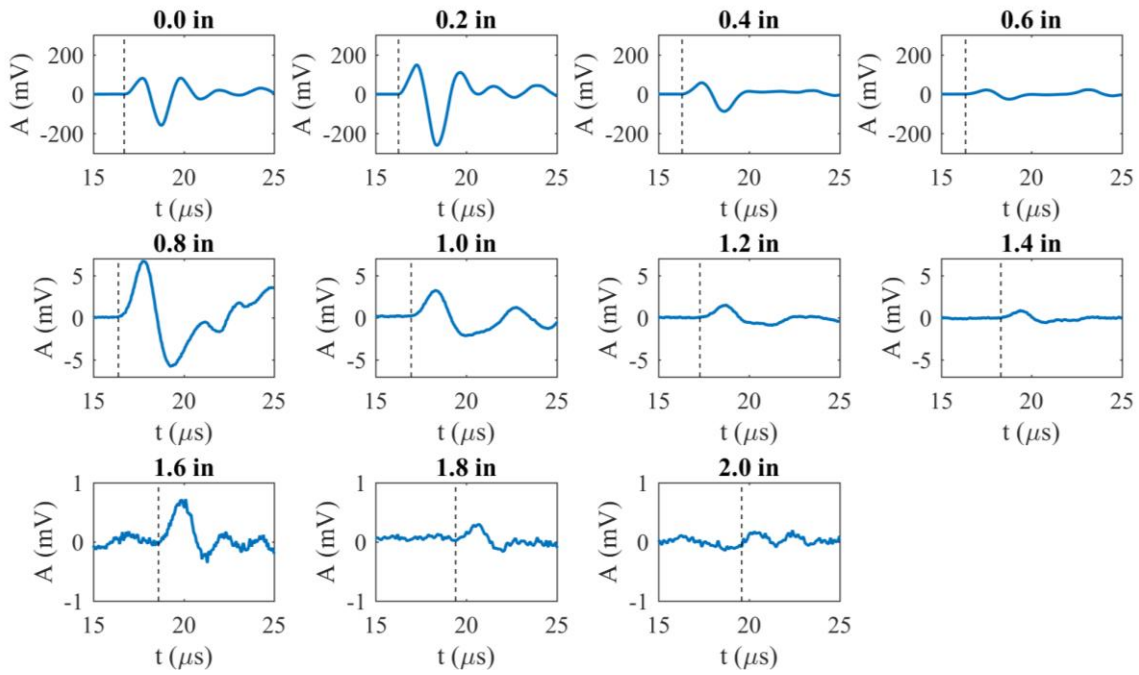 0.0 in 0.2 in 0.4 in 0.6 in
200 200 200 200
A (mV) A (mV) A (mV) A (mV)
0 0 0 0
-200 -200 -200 -200
15 20 25 15 20 25 15 20 25 15 20 25
t (μs) t (μs) t (μs) t (μs)
0.8 in 1.0 in 1.2 in 1.4 in
5 5 5 5
A (mV) A (mV) A (mV) A (mV)
0 0 0 0
-5 -5 -5 -5
15 20 25 15 20 25 15 20 25 15 20 25
t (μs) t (μs) t (μs) t (μs)
1.6 in 1.8 in 2.0 in
1 1 1
A (mV) A (mV) A (mV)
0 0 0
-1 -1 -1
15 20 25 15 20 25 15 20 25
t (μs) t (μs) t (μs)